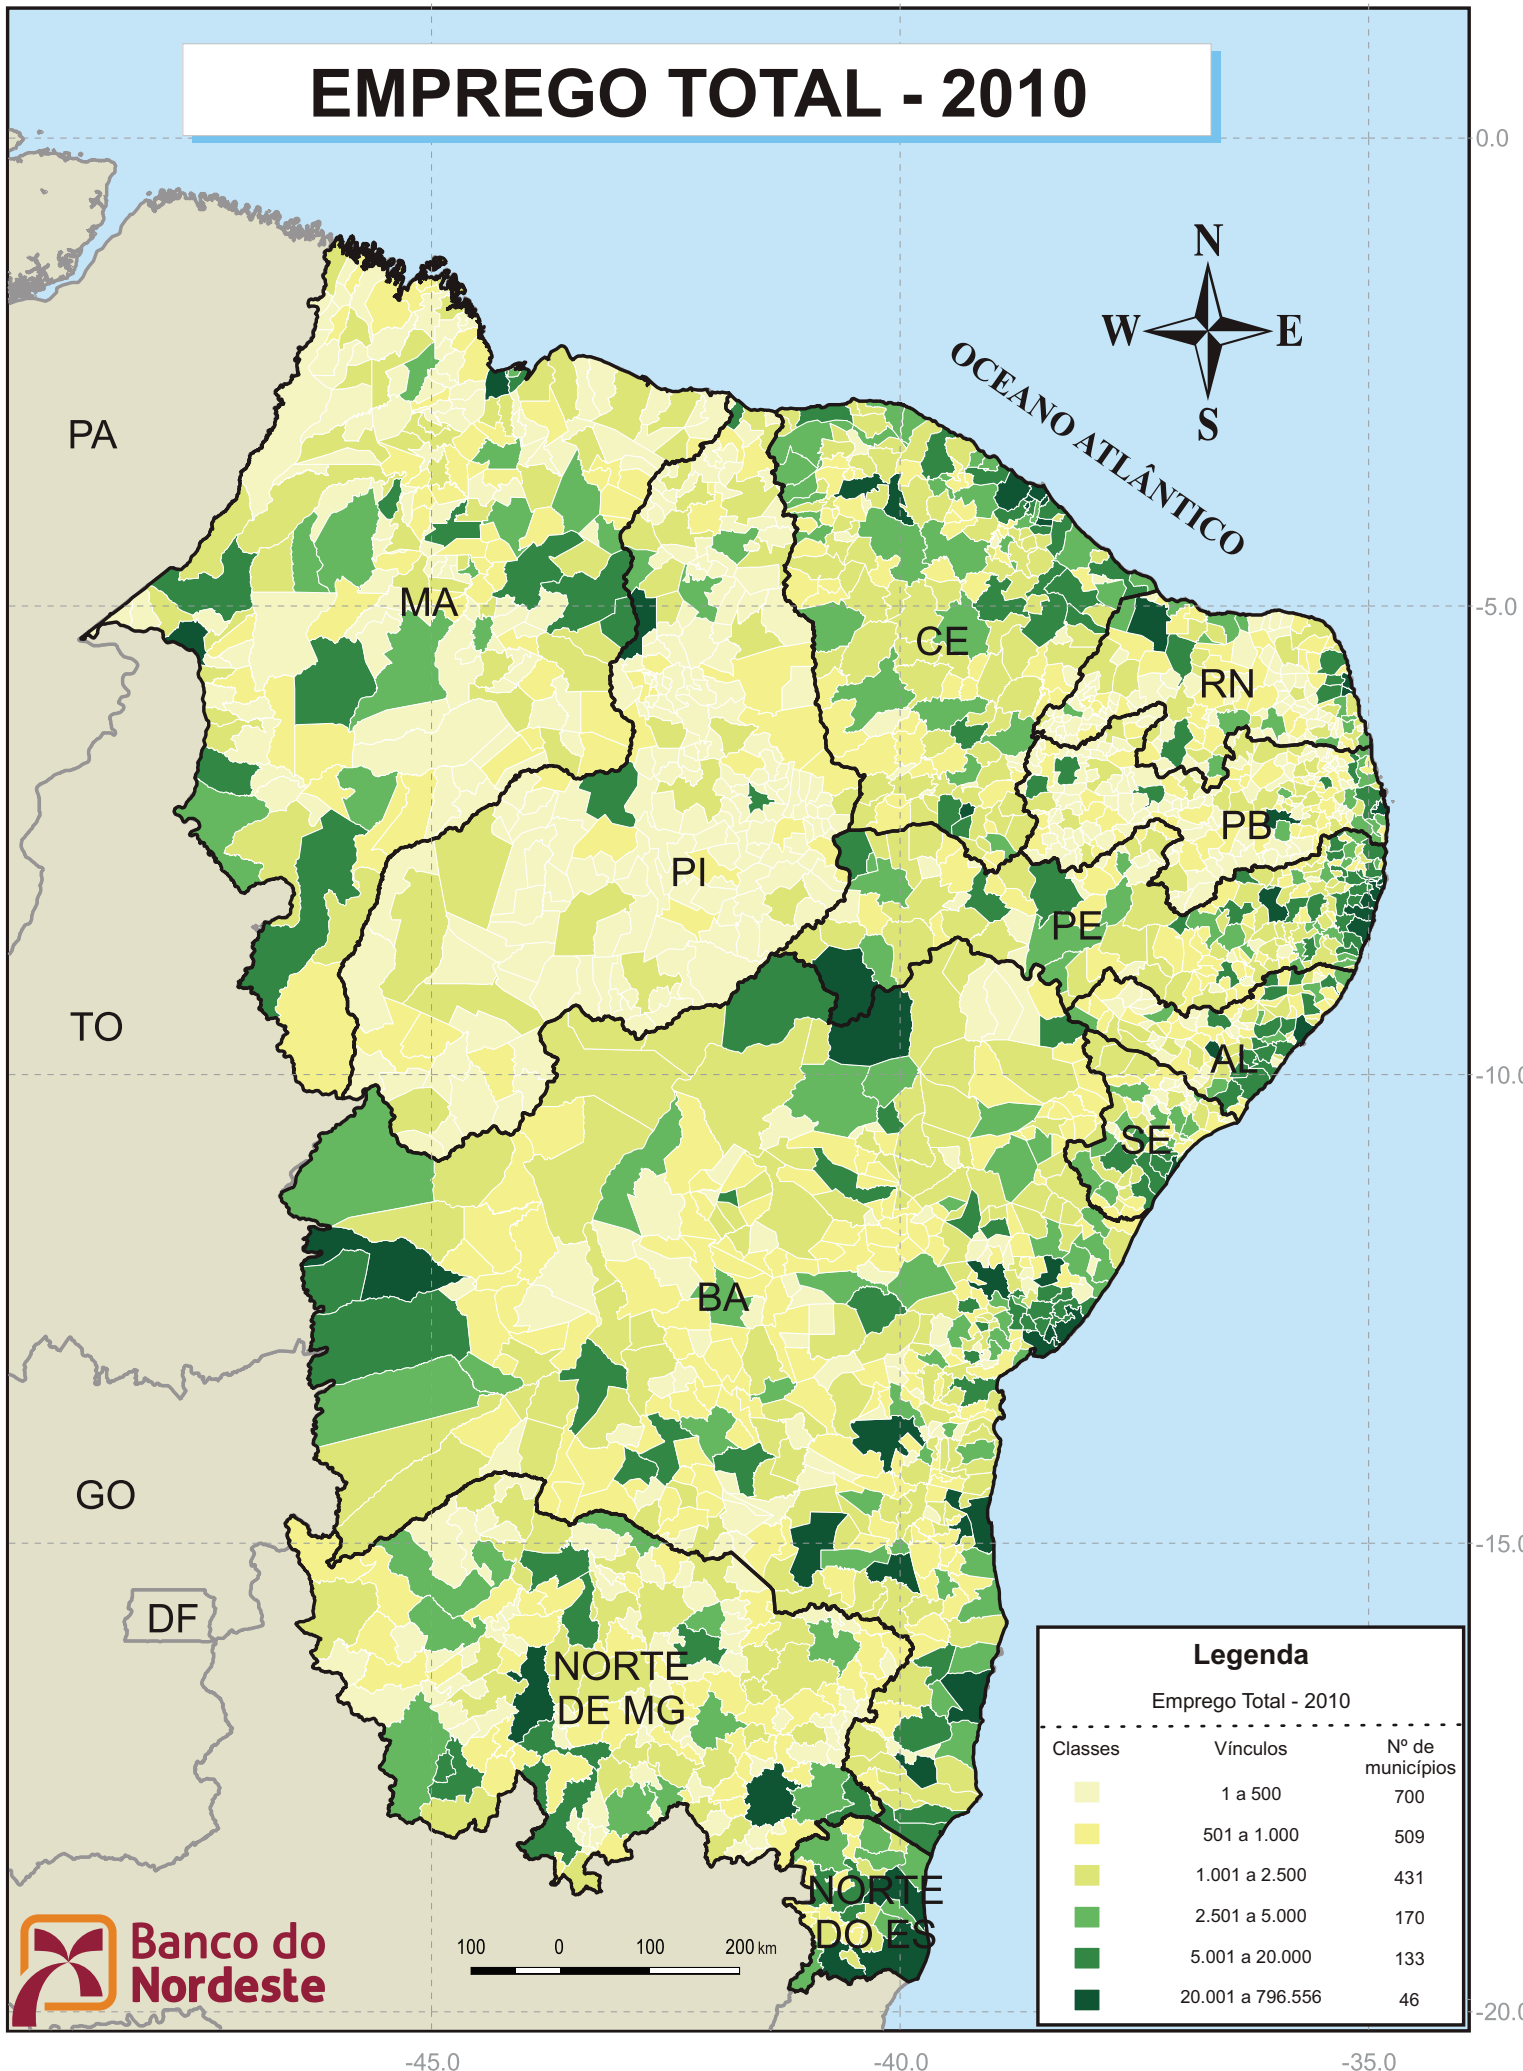 EMPREGO TOTAL - 2010
0.0
N
W E
S
OCEANO ATLÂNTICO
PA
-5.0
MA
CE
RN
PB
PI
PE
TO
-10.0
AL
SE
BA
GO
-15.0
DF
NORTE
DE MG
Legenda
Emprego Total - 2010
Classes Vínculos Nº de
municípios
1 a 500 700
501 a 1.000 509
1.001 a 2.500 431
2.501 a 5.000 170
5.001 a 20.000 133
20.001 a 796.556 46
NORTE
DO ES
Banco do
Nordeste
100 0 100 200 km
-20.0
-45.0 -40.0 -35.0